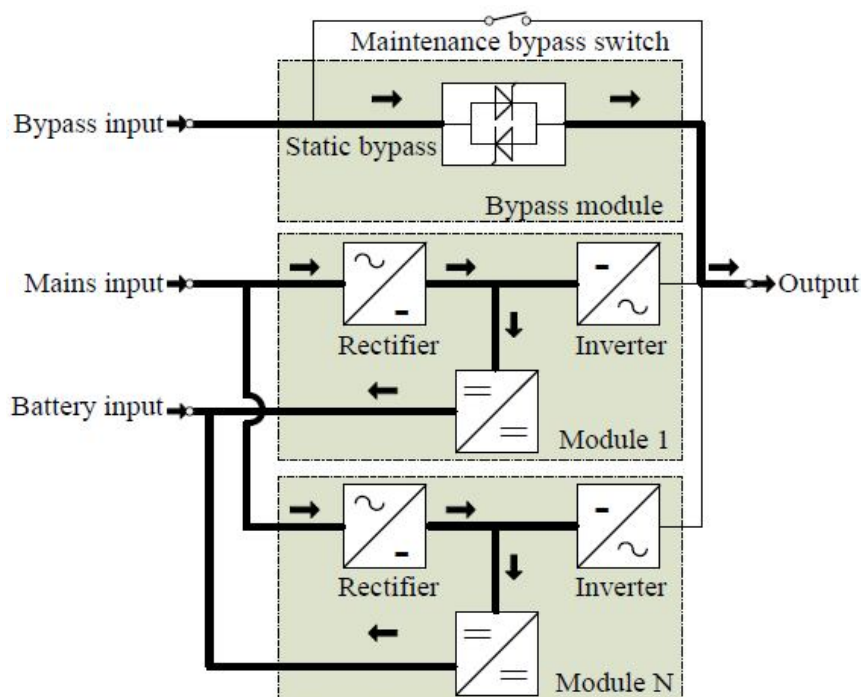 Maintenance bypass switch
Bypass input
Static bypass
Bypass module
Mains input
Output
Rectifier
Inverter
Battery input
Module 1
Rectifier
Inverter
Module N